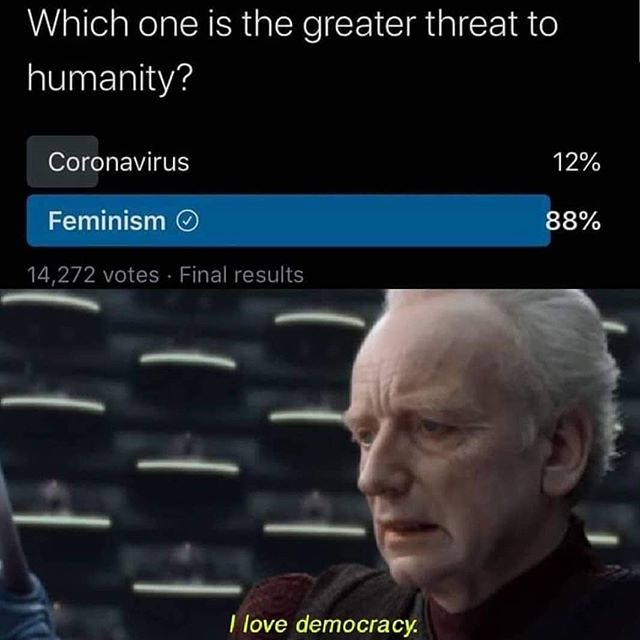 Which one is the greater threat to
humanity?
Coronavirus 12%
Feminism 88%
14,272 votes · Final results
I love democracy.